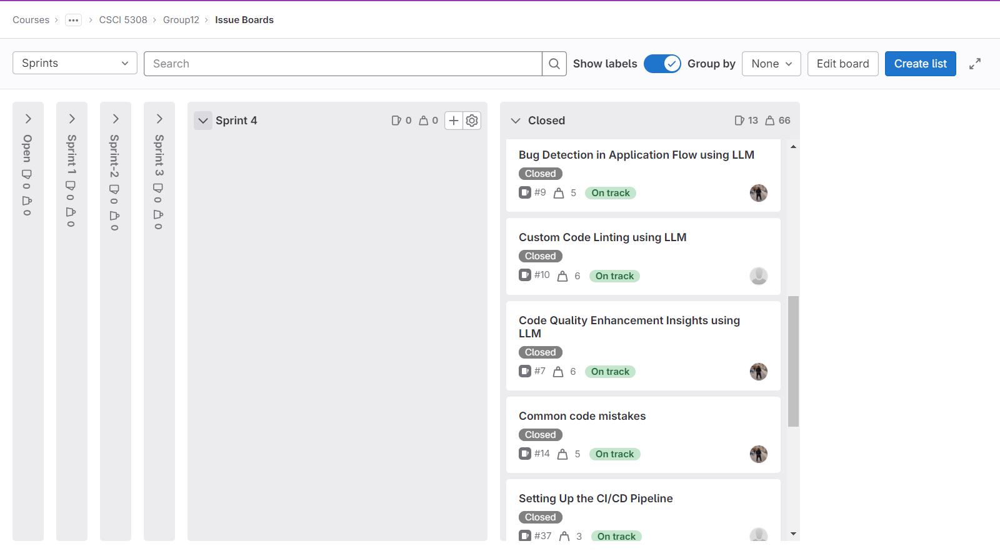 Courses
CSCI 5308
Group12
Issue Boards
Sprints
Search
Show labels
Group by
None
Edit board
Create list
Open 0 0
Sprint 1 0 0
Sprint-2 0 0
Sprint 3 0 0
Sprint 4
0 0
Closed
13 66
Bug Detection in Application Flow using LLM
Closed
#9 5 On track
Custom Code Linting using LLM
Closed
#10 6 On track
Code Quality Enhancement Insights using
LLM
Closed
#7 6 On track
Common code mistakes
Closed
#14 5 On track
Setting Up the CI/CD Pipeline
Closed
#37 3 On track